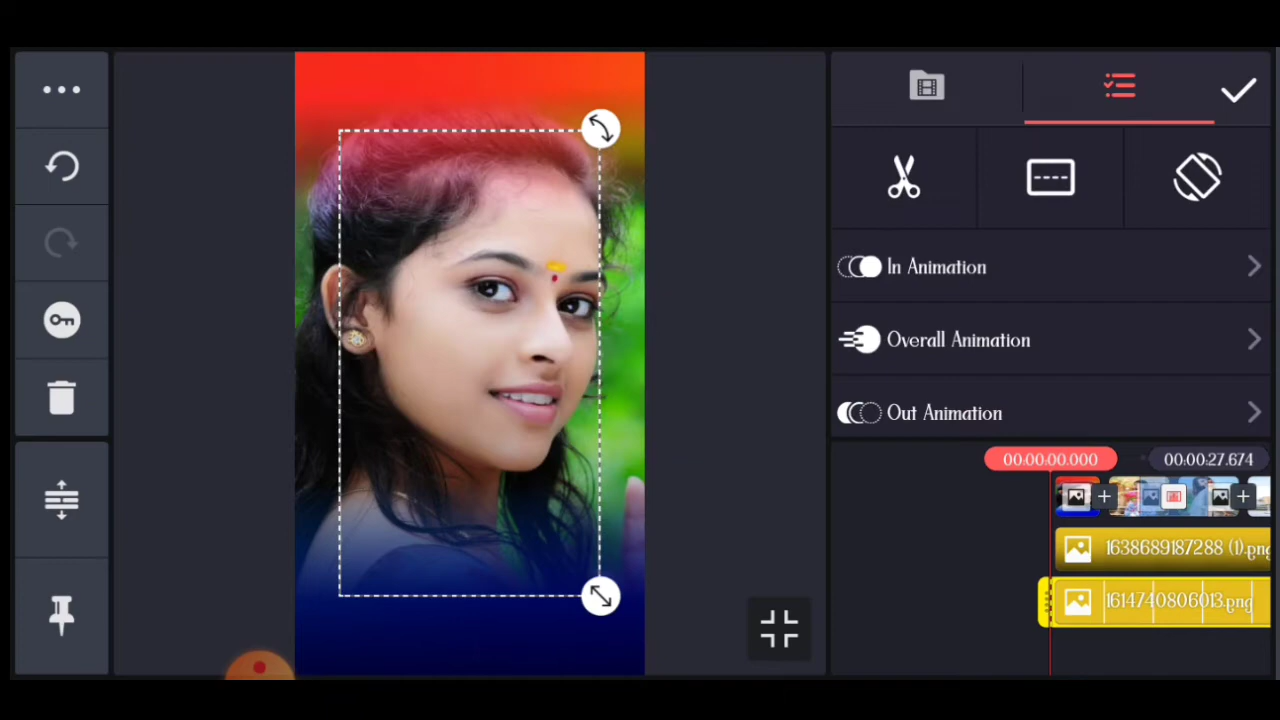 In Animation
Overall Animation
Out Animation
00:00:00.000
00:00:27.674
1638689187288 (1).png
1614740806013.png